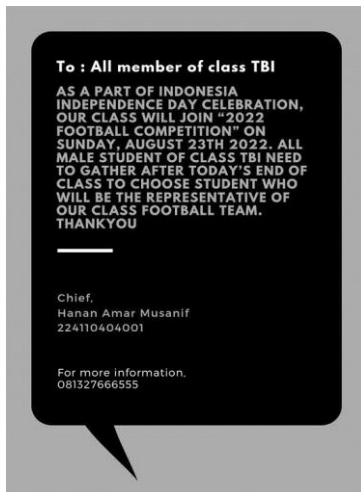 To : All member of class TBI
AS A PART OF INDONESIA
INDEPENDENCE DAY CELEBRATION,
OUR CLASS WILL JOIN “2022
FOOTBALL COMPETITION” ON
SUNDAY, AUGUST 23TH 2022. ALL
MALE STUDENT OF CLASS TBI NEED
TO GATHER AFTER TODAY’S END OF
CLASS TO CHOOSE STUDENT WHO
WILL BE THE REPRESENTATIVE OF
OUR CLASS FOOTBALL TEAM.
THANKYOU
Chief,
Hanan Amar Musanif
224110404001
For more information,
081327666555